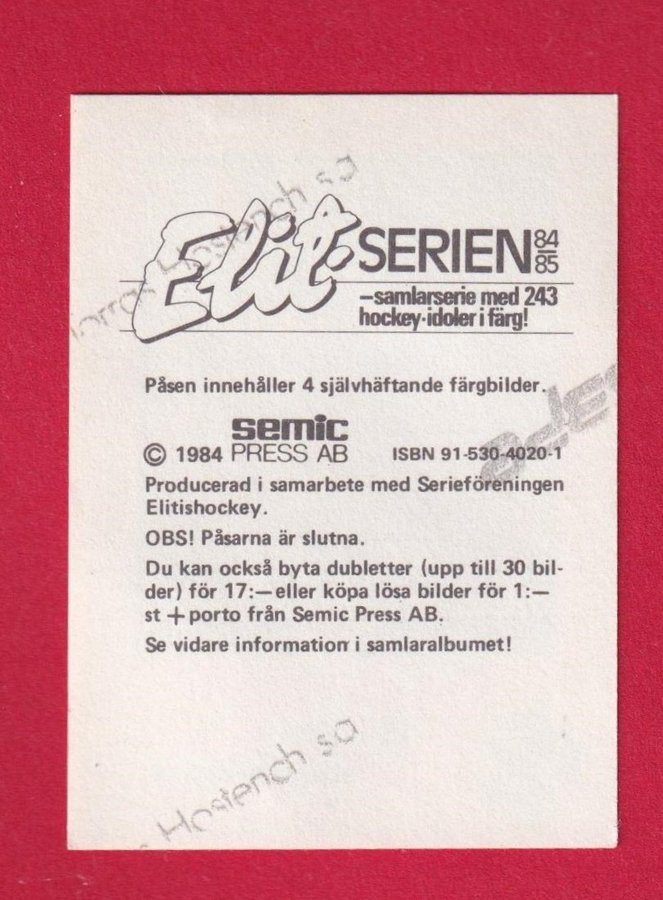 Elit-SERIEN 84/85
–samlarserie med 243
hockey-idoler i färg!
Påsen innehåller 4 självhäftande färgbilder.
semic
© 1984 PRESS AB ISBN 91-530-4020-1
Producerad i samarbete med Serieföreningen
Elitishockey.
OBS! Påsarna är slutna.
Du kan också byta dubletter (upp till 30 bil-
der) för 17:— eller köpa lösa bilder för 1:—
st + porto från Semic Press AB.
Se vidare information i samlaralbumet!
Hostench sa
Hostench sa